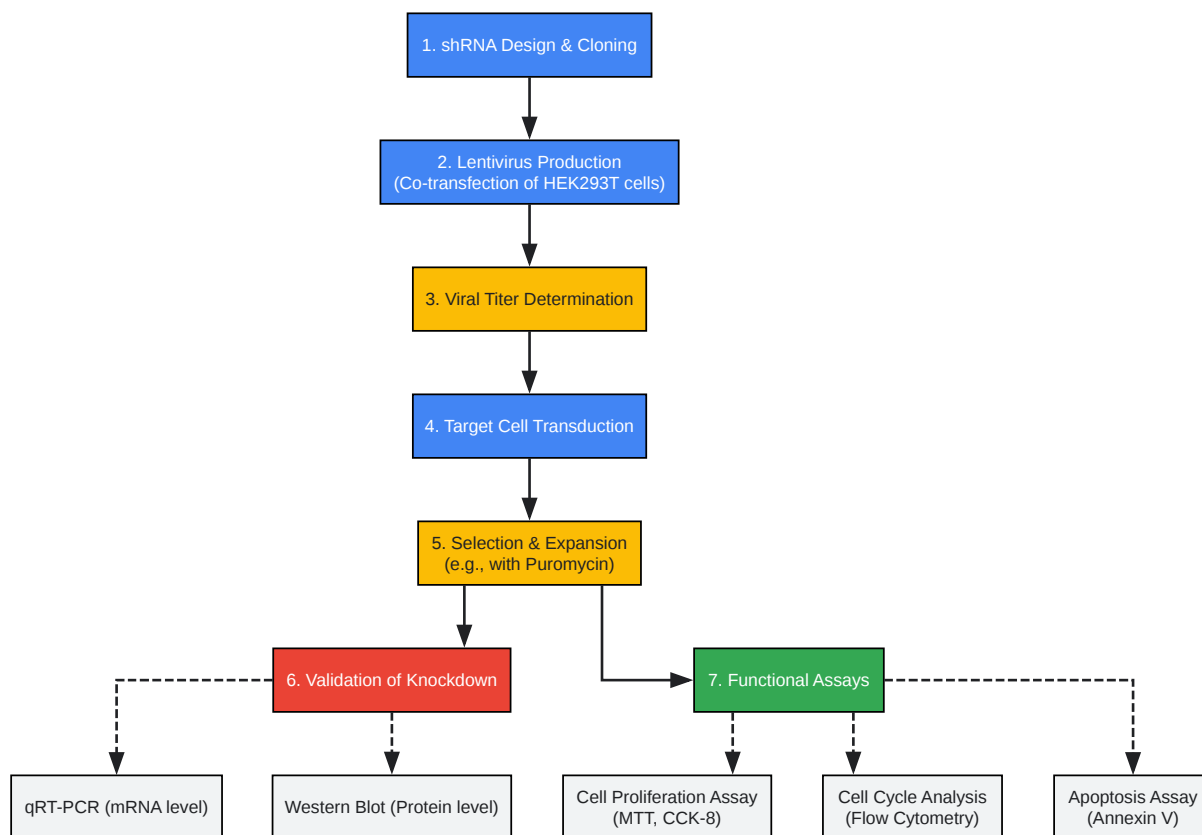 1. shRNA Design & Cloning
2. Lentivirus Production
(Co-transfection of HEK293T cells)
3. Viral Titer Determination
4. Target Cell Transduction
5. Selection & Expansion
(e.g., with Puromycin)
6. Validation of Knockdown
7. Functional Assays
qRT-PCR (mRNA level)
Western Blot (Protein level)
Cell Proliferation Assay
(MTT, CCK-8)
Cell Cycle Analysis
(Flow Cytometry)
Apoptosis Assay
(Annexin V)